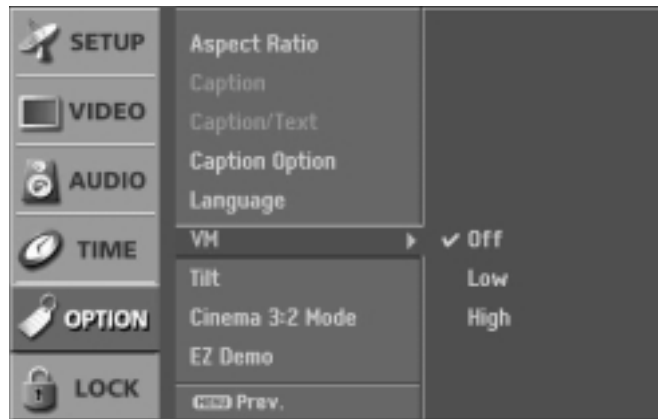 SETUP
VIDEO
AUDIO
TIME
OPTION
LOCK
Aspect Ratio
Caption
Caption/Text
Caption Option
Language
VM
Tilt
Cinema 3:2 Mode
EZ Demo
MENU Prev.
Off
Low
High